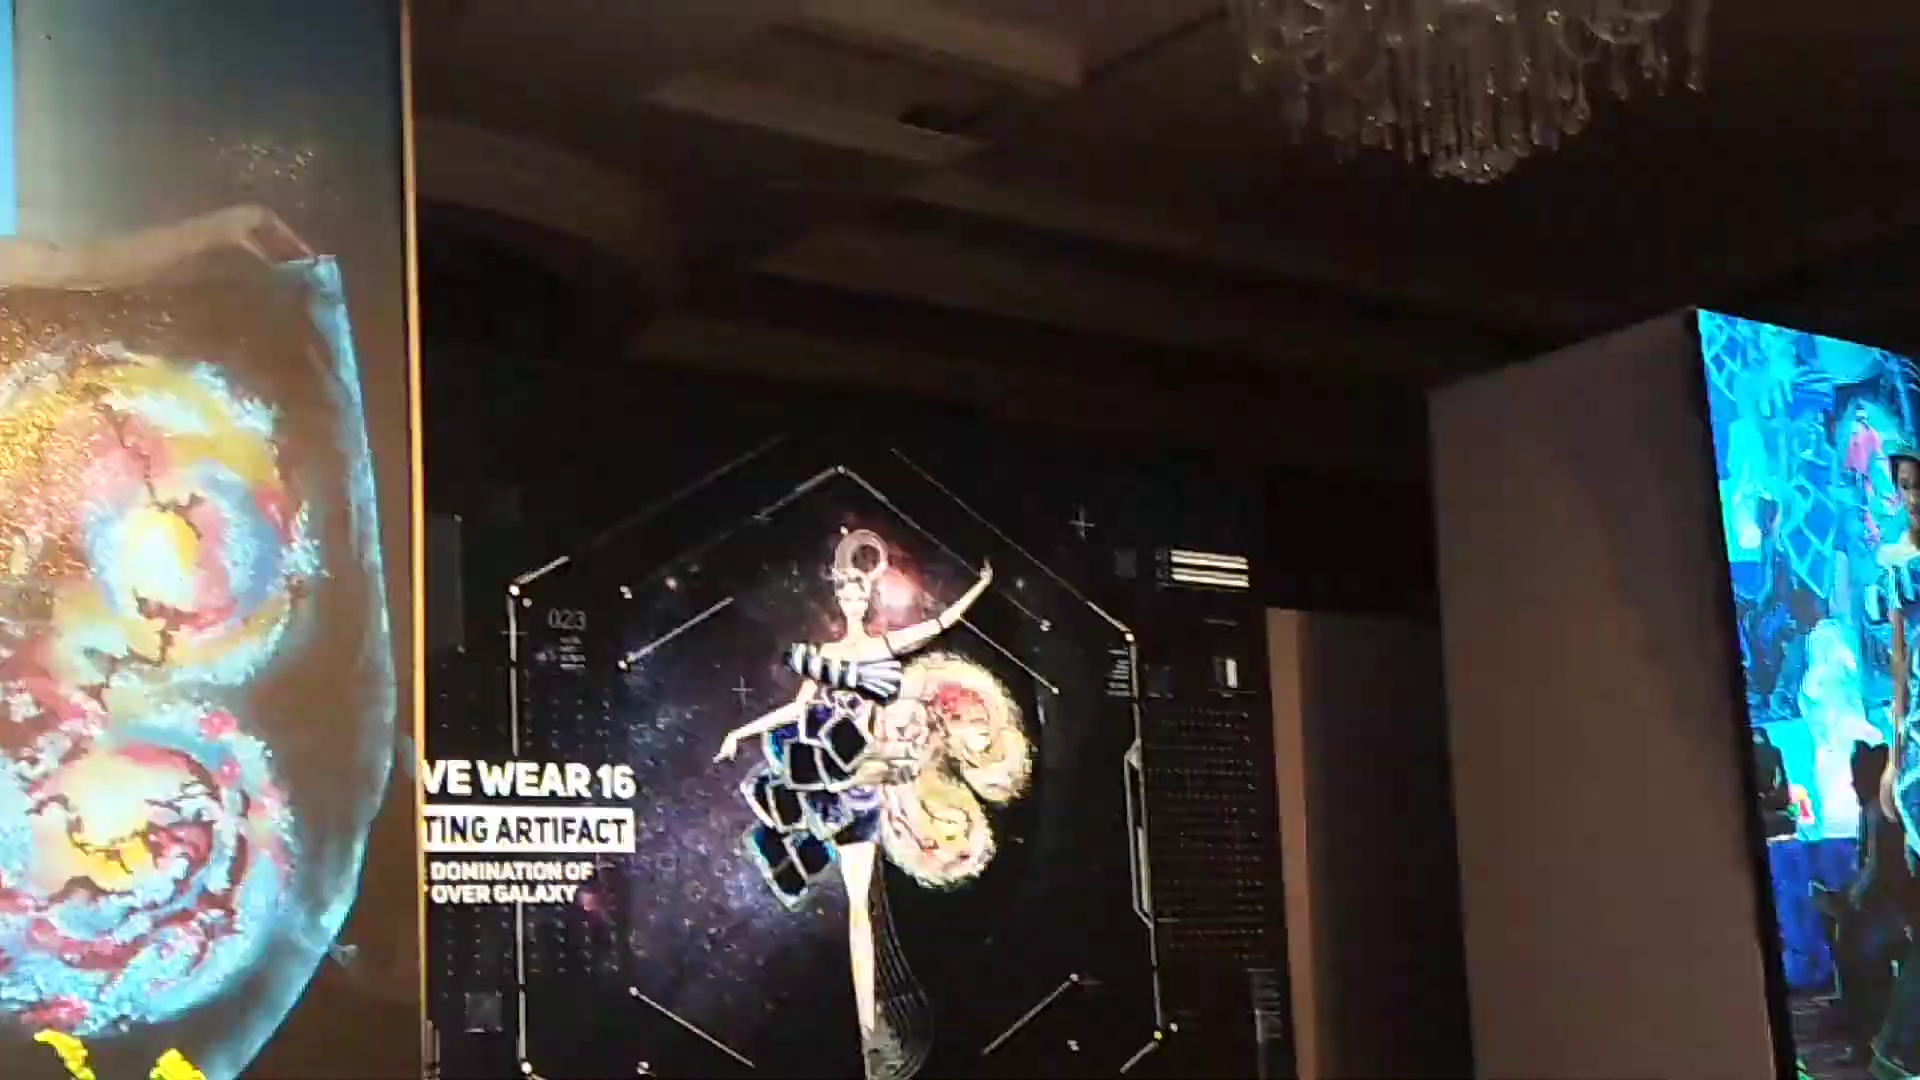 023
VE WEAR 16
TING ARTIFACT
DOMINATION OF
OVER GALAXY